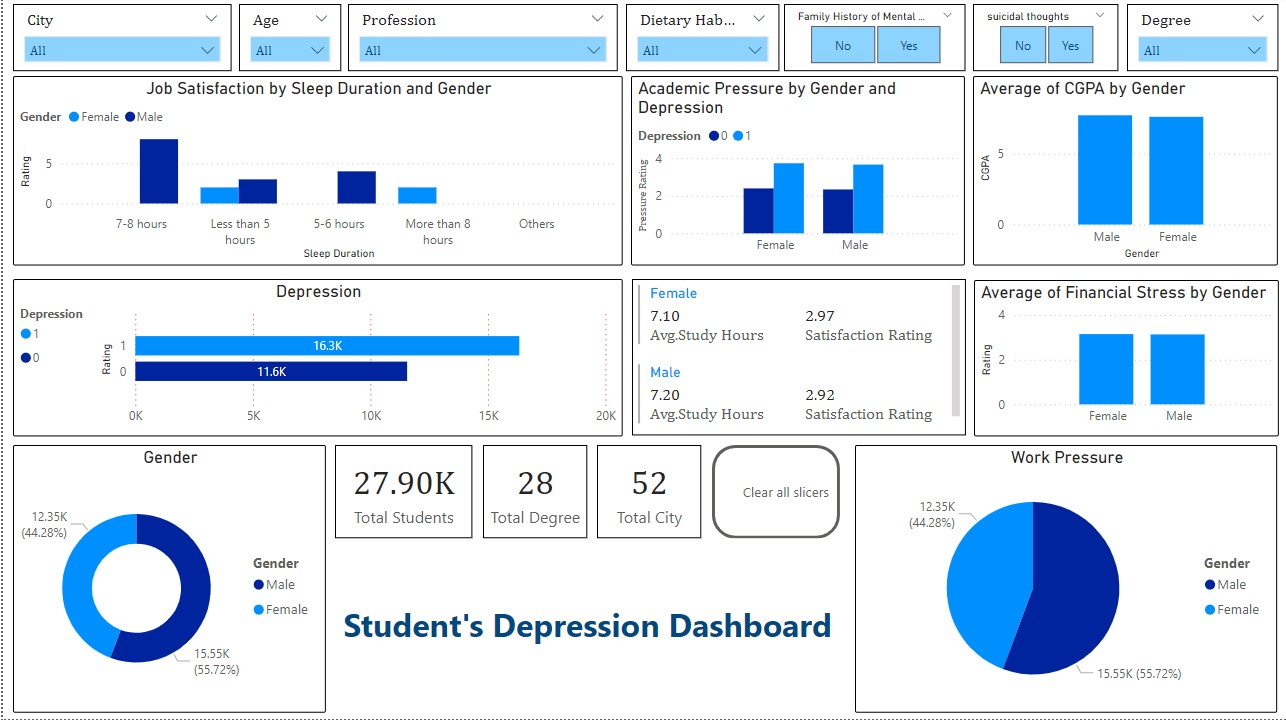 City
All
Age
All
Profession
All
Dietary Hab...
All
Family History of Mental ...
No
Yes
suicidal thoughts
No
Yes
Degree
All
Job Satisfaction by Sleep Duration and Gender
Gender Female Male
Rating
5
0
7-8 hours
Less than 5
hours
5-6 hours
More than 8
hours
Others
Sleep Duration
Academic Pressure by Gender and
Depression
Depression 0 1
Pressure Rating
4
2
0
Female
Male
Average of CGPA by Gender
CGPA
5
0
Male
Female
Gender
Depression
Depression
1
0
Rating
1
0
16.3K
11.6K
0K
5K
10K
15K
20K
Female
7.10
Avg.Study Hours
2.97
Satisfaction Rating
Male
7.20
Avg.Study Hours
2.92
Satisfaction Rating
Average of Financial Stress by Gender
Rating
4
2
0
Female
Male
Gender
12.35K
(44.28%)
15.55K
(55.72%)
Gender
Male
Female
27.90K
Total Students
28
Total Degree
52
Total City
Clear all slicers
Student's Depression Dashboard
Work Pressure
12.35K
(44.28%)
15.55K (55.72%)
Gender
Male
Female